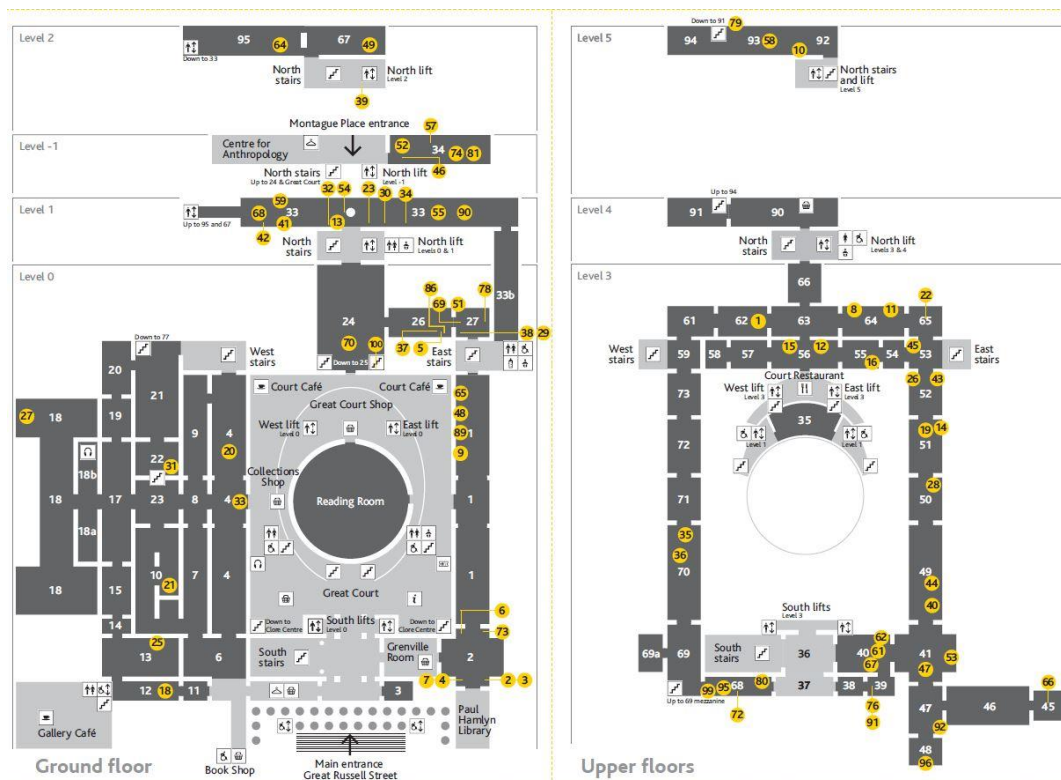 Level 2
95
64
67
49
Down to 33
North
stairs
North lift
Level 2
39
Montague Place entrance
57
Level -1
Centre for
Anthropology
52
34
74
81
46
North stairs
Up to 24 & Great Court
North lift
Level -1
32
54
23
30
34
Level 1
59
68
33
41
42
13
33
55
90
Up to 95 and 67
North
stairs
North lift
Levels 0 & 1
Level 0
33b
86
69
51
78
24
26
27
70
100
Down to 25
37
5
38
29
Down to 77
West
stairs
East
stairs
20
21
27
18
19
9
4
20
Court Café
Court Café
Great Court Shop
65
48
89
1
9
West lift
Level 0
East lift
Level 0
22
31
18b
Collections
Shop
18
17
23
8
4
33
Reading Room
1
18a
18
15
10
21
7
4
Great Court
1
14
6
73
Down to
Clore Centre
South lifts
Level 0
Down to
Clore Centre
25
13
6
South
stairs
Grenville
Room
2
12
18
11
3
7
4
2
3
Gallery Café
Paul
Hamlyn
Library
Book Shop
Main entrance
Great Russell Street
Ground floor
Level 5
Down to 91
79
94
93
58
92
10
North stairs
and lift
Level 5
Up to 94
Level 4
91
90
North
stairs
North lift
Levels 3 & 4
Level 3
66
22
61
62
1
63
8
64
11
65
West
stairs
59
58
57
15
56
12
55
16
54
45
53
East
stairs
Court Restaurant
73
West lift
Level 3
East lift
Level 3
26
43
52
35
72
Level 1
Level 1
19
14
51
71
28
50
35
36
70
49
44
40
South lifts
Level 3
69a
69
South
stairs
36
40
62
61
67
41
47
53
99
95
68
80
37
38
39
72
76
91
Up to 69 mezzanine
47
46
66
45
92
48
96
Upper floors